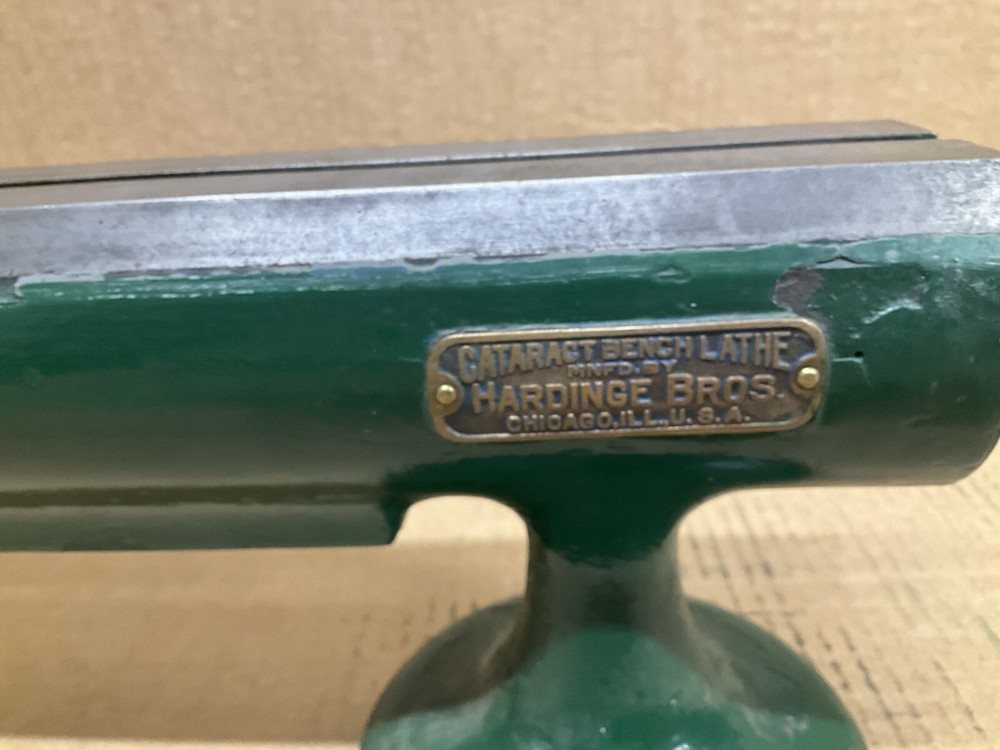 CATARACT BENCH LATHE
MNFD. BY
HARDINGE BROS.
CHICAGO, ILL., U. S. A.